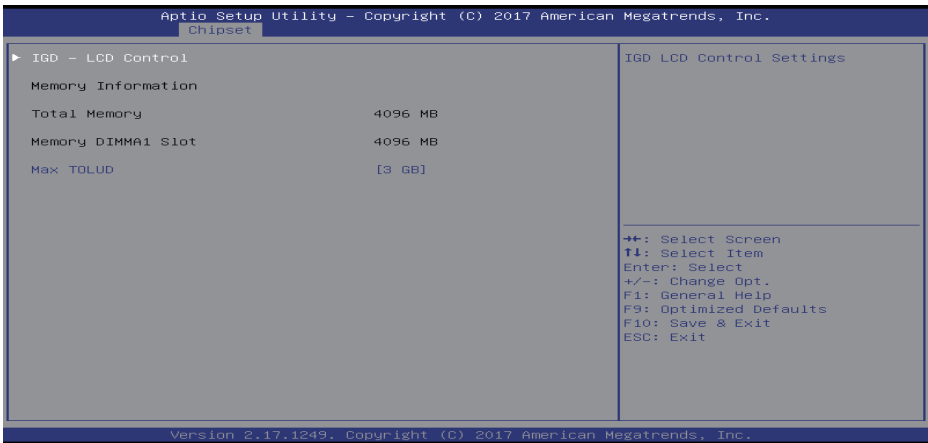 Aptio Setup Utility – Copyright (C) 2017 American Megatrends, Inc.
Chipset
▶ IGD – LCD Control
Memory Information
Total Memory 4096 MB
Memory DIMMA1 Slot 4096 MB
Max TOLUD [3 GB]
IGD LCD Control Settings
→←: Select Screen
↑↓: Select Item
Enter: Select
+/-: Change Opt.
F1: General Help
F9: Optimized Defaults
F10: Save & Exit
ESC: Exit
Version 2.17.1249. Copyright (C) 2017 American Megatrends, Inc.